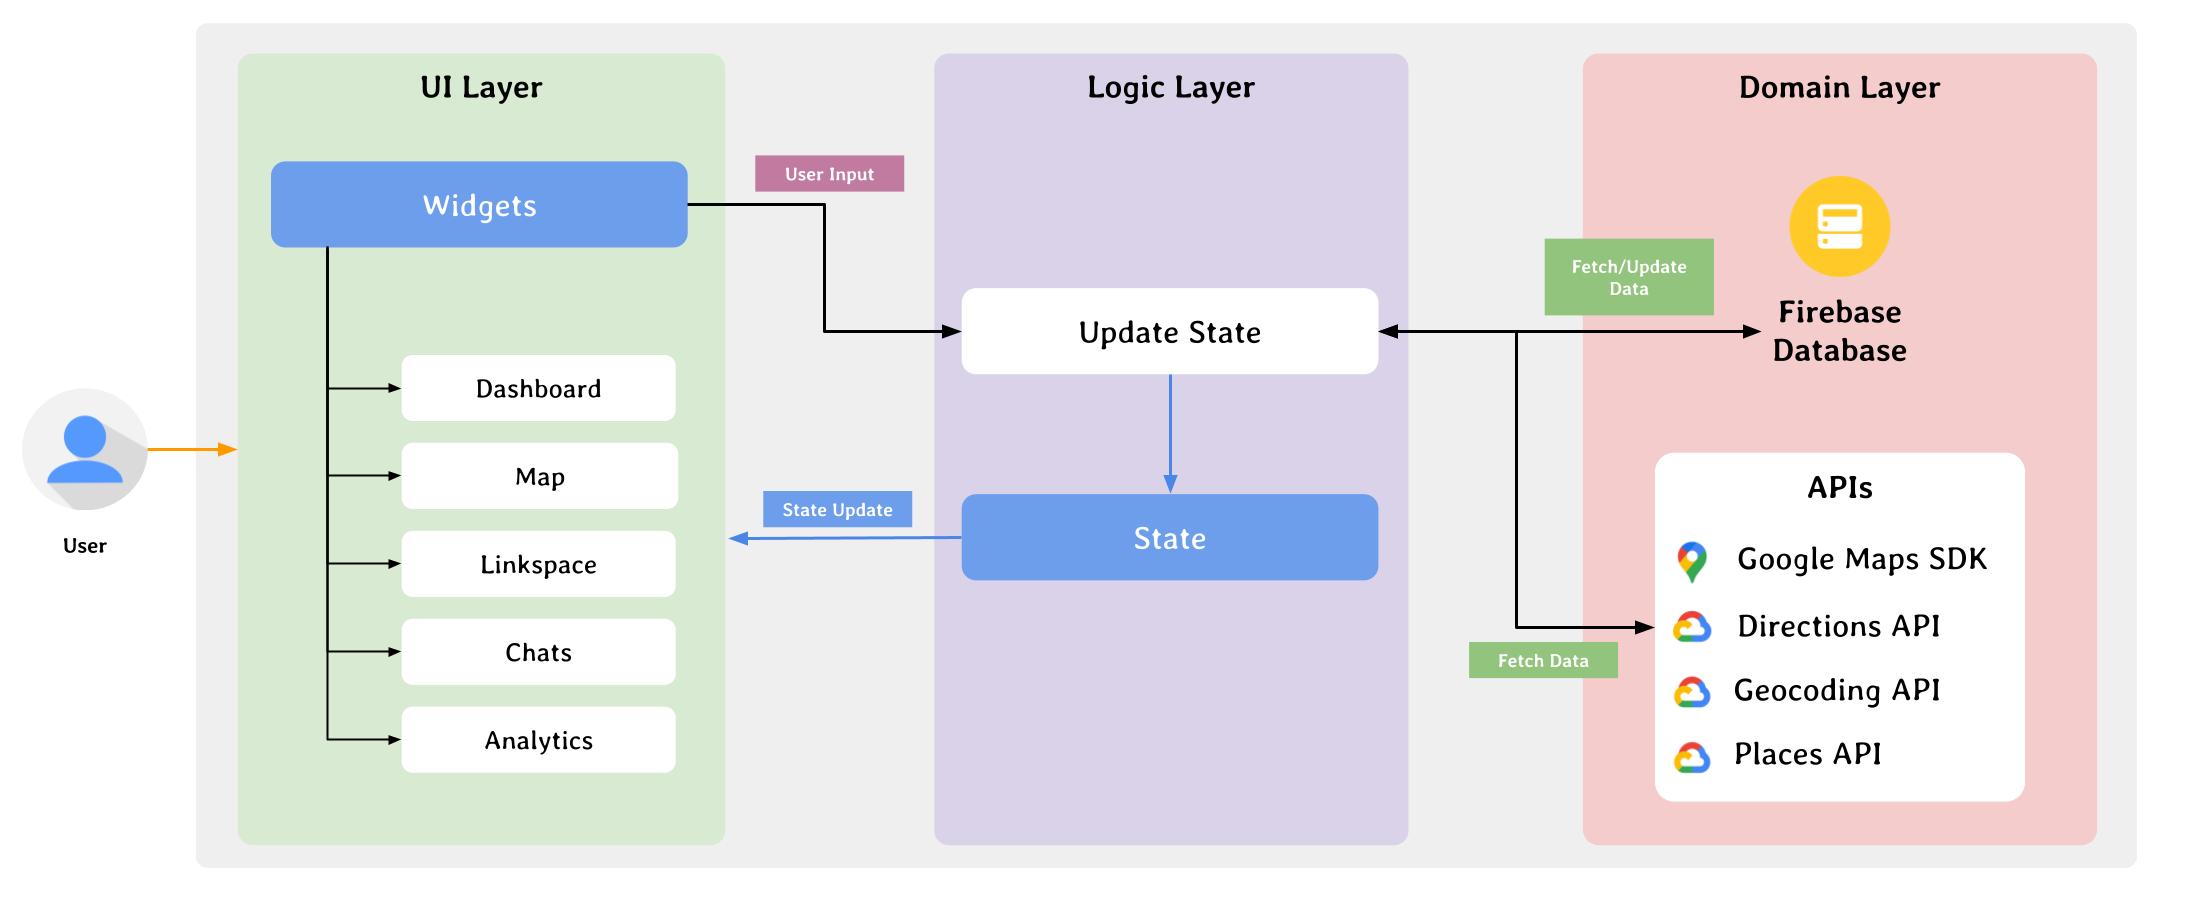 UI Layer
Logic Layer
Domain Layer
Widgets
User Input
Fetch/Update
Data
Firebase
Database
Update State
Dashboard
Map
Linkspace
Chats
Analytics
User
State Update
State
APIs
Google Maps SDK
Directions API
Geocoding API
Places API
Fetch Data